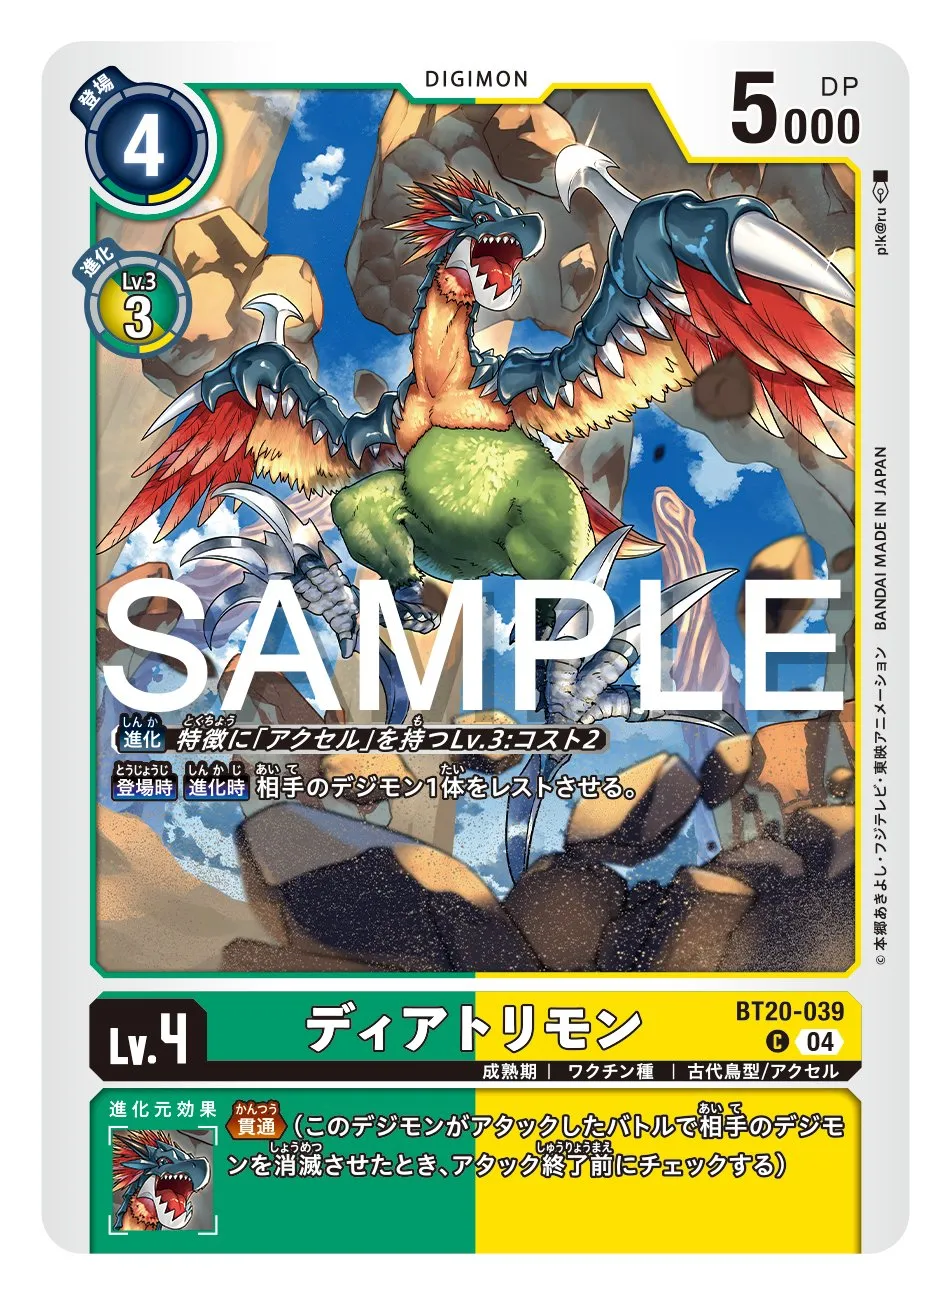 DIGIMON
登場
4
5000
DP
進化
Lv.3
3
p!k@ru
SAMPLE
進化 特徴に「アクセル」を持つLv.3:コスト2
登場時 進化時 相手のデジモン1体をレストさせる。
©本郷あきよし・フジテレビ・東映アニメーション BANDAI MADE IN JAPAN
Lv.4
ディアトリモン
BT20-039
C 04
成熟期 | ワクチン種 | 古代鳥型/アクセル
進化元効果
貫通 (このデジモンがアタックしたバトルで相手のデジモ
ンを消滅させたとき、アタック終了前にチェックする)